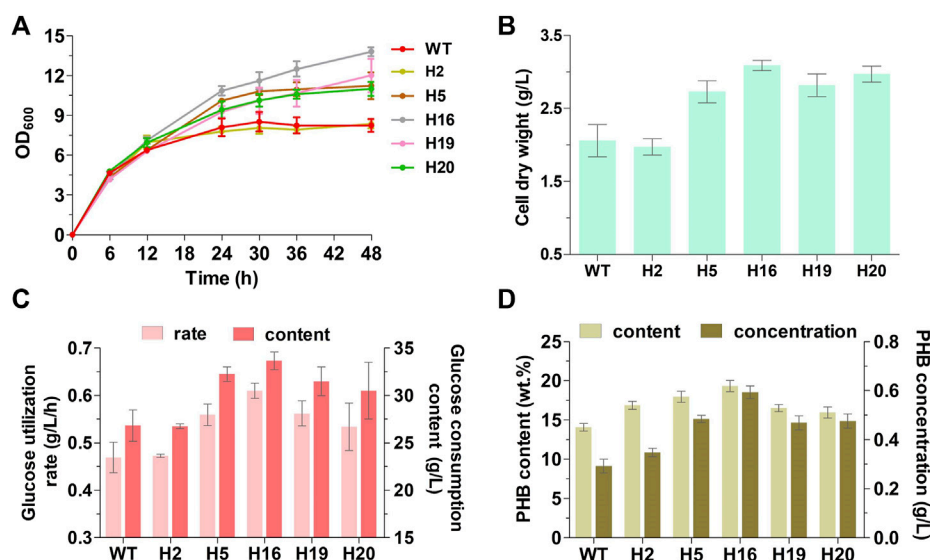 A
OD600
15
12
9
6
3
0
0 6 12 18 24 30 36 42 48
Time (h)
WT
H2
H5
H16
H19
H20
B
Cell dry wight (g/L)
3.5
2.5
1.5
0.5
WT H2 H5 H16 H19 H20
C
rate content
Glucose utilization
rate (g/L/h)
0.7
0.6
0.5
0.4
0.3
35
31
27
23
19
15
Glucose consumption
content (g/L)
WT H2 H5 H16 H19 H20
D
content concentration
PHB content (wt.%)
25
20
15
10
5
0
0.8
0.6
0.4
0.2
0.0
PHB concentration (g/L)
WT H2 H5 H16 H19 H20